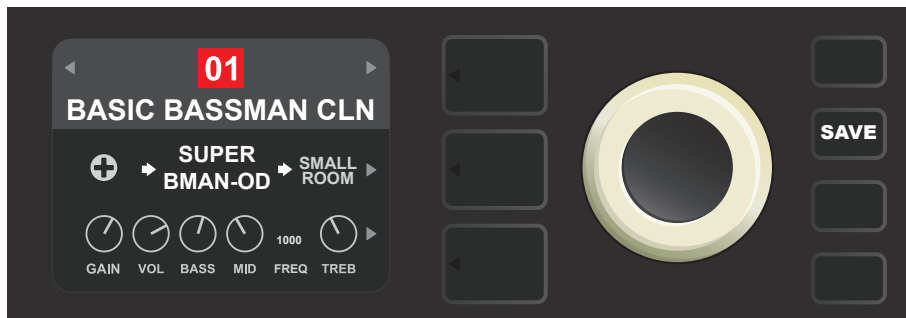 01
BASIC BASSMAN CLN
SUPER
BMAN-OD
SMALL
ROOM
1000
GAIN VOL BASS MID FREQ TREB
SAVE